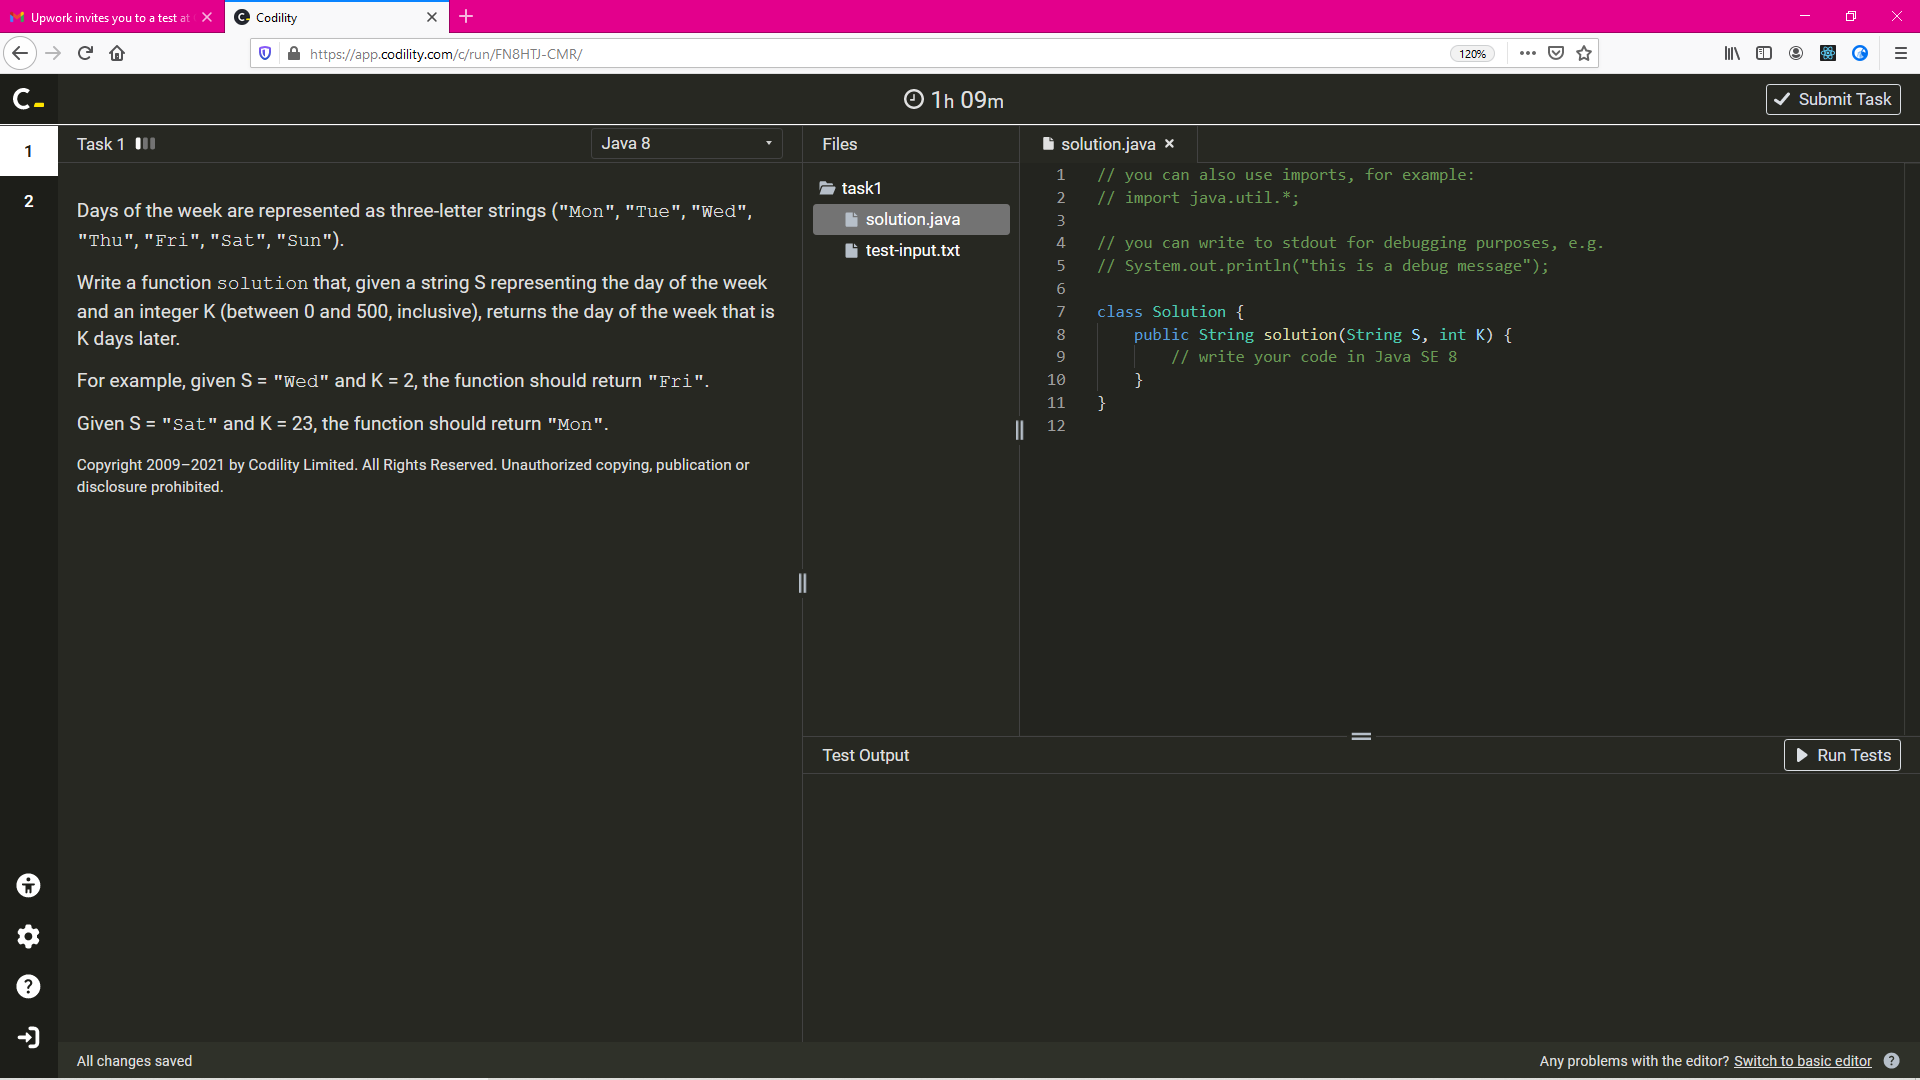 Upwork invites you to a test at
Codility
https://app.codility.com/c/run/FN8HTJ-CMR/
120%
1h 09m
Submit Task
1
2
Task 1
Java 8
Days of the week are represented as three-letter strings ("Mon", "Tue", "Wed",
"Thu", "Fri", "Sat", "Sun").
Write a function solution that, given a string S representing the day of the week
and an integer K (between 0 and 500, inclusive), returns the day of the week that is
K days later.
For example, given S = "Wed" and K = 2, the function should return "Fri".
Given S = "Sat" and K = 23, the function should return "Mon".
Copyright 2009–2021 by Codility Limited. All Rights Reserved. Unauthorized copying, publication or
disclosure prohibited.
Files
task1
solution.java
test-input.txt
solution.java
1 // you can also use imports, for example:
2 // import java.util.*;
3
4 // you can write to stdout for debugging purposes, e.g.
5 // System.out.println("this is a debug message");
6
7 class Solution {
8 public String solution(String S, int K) {
9 // write your code in Java SE 8
10 }
11 }
12
Test Output
Run Tests
All changes saved
Any problems with the editor? Switch to basic editor